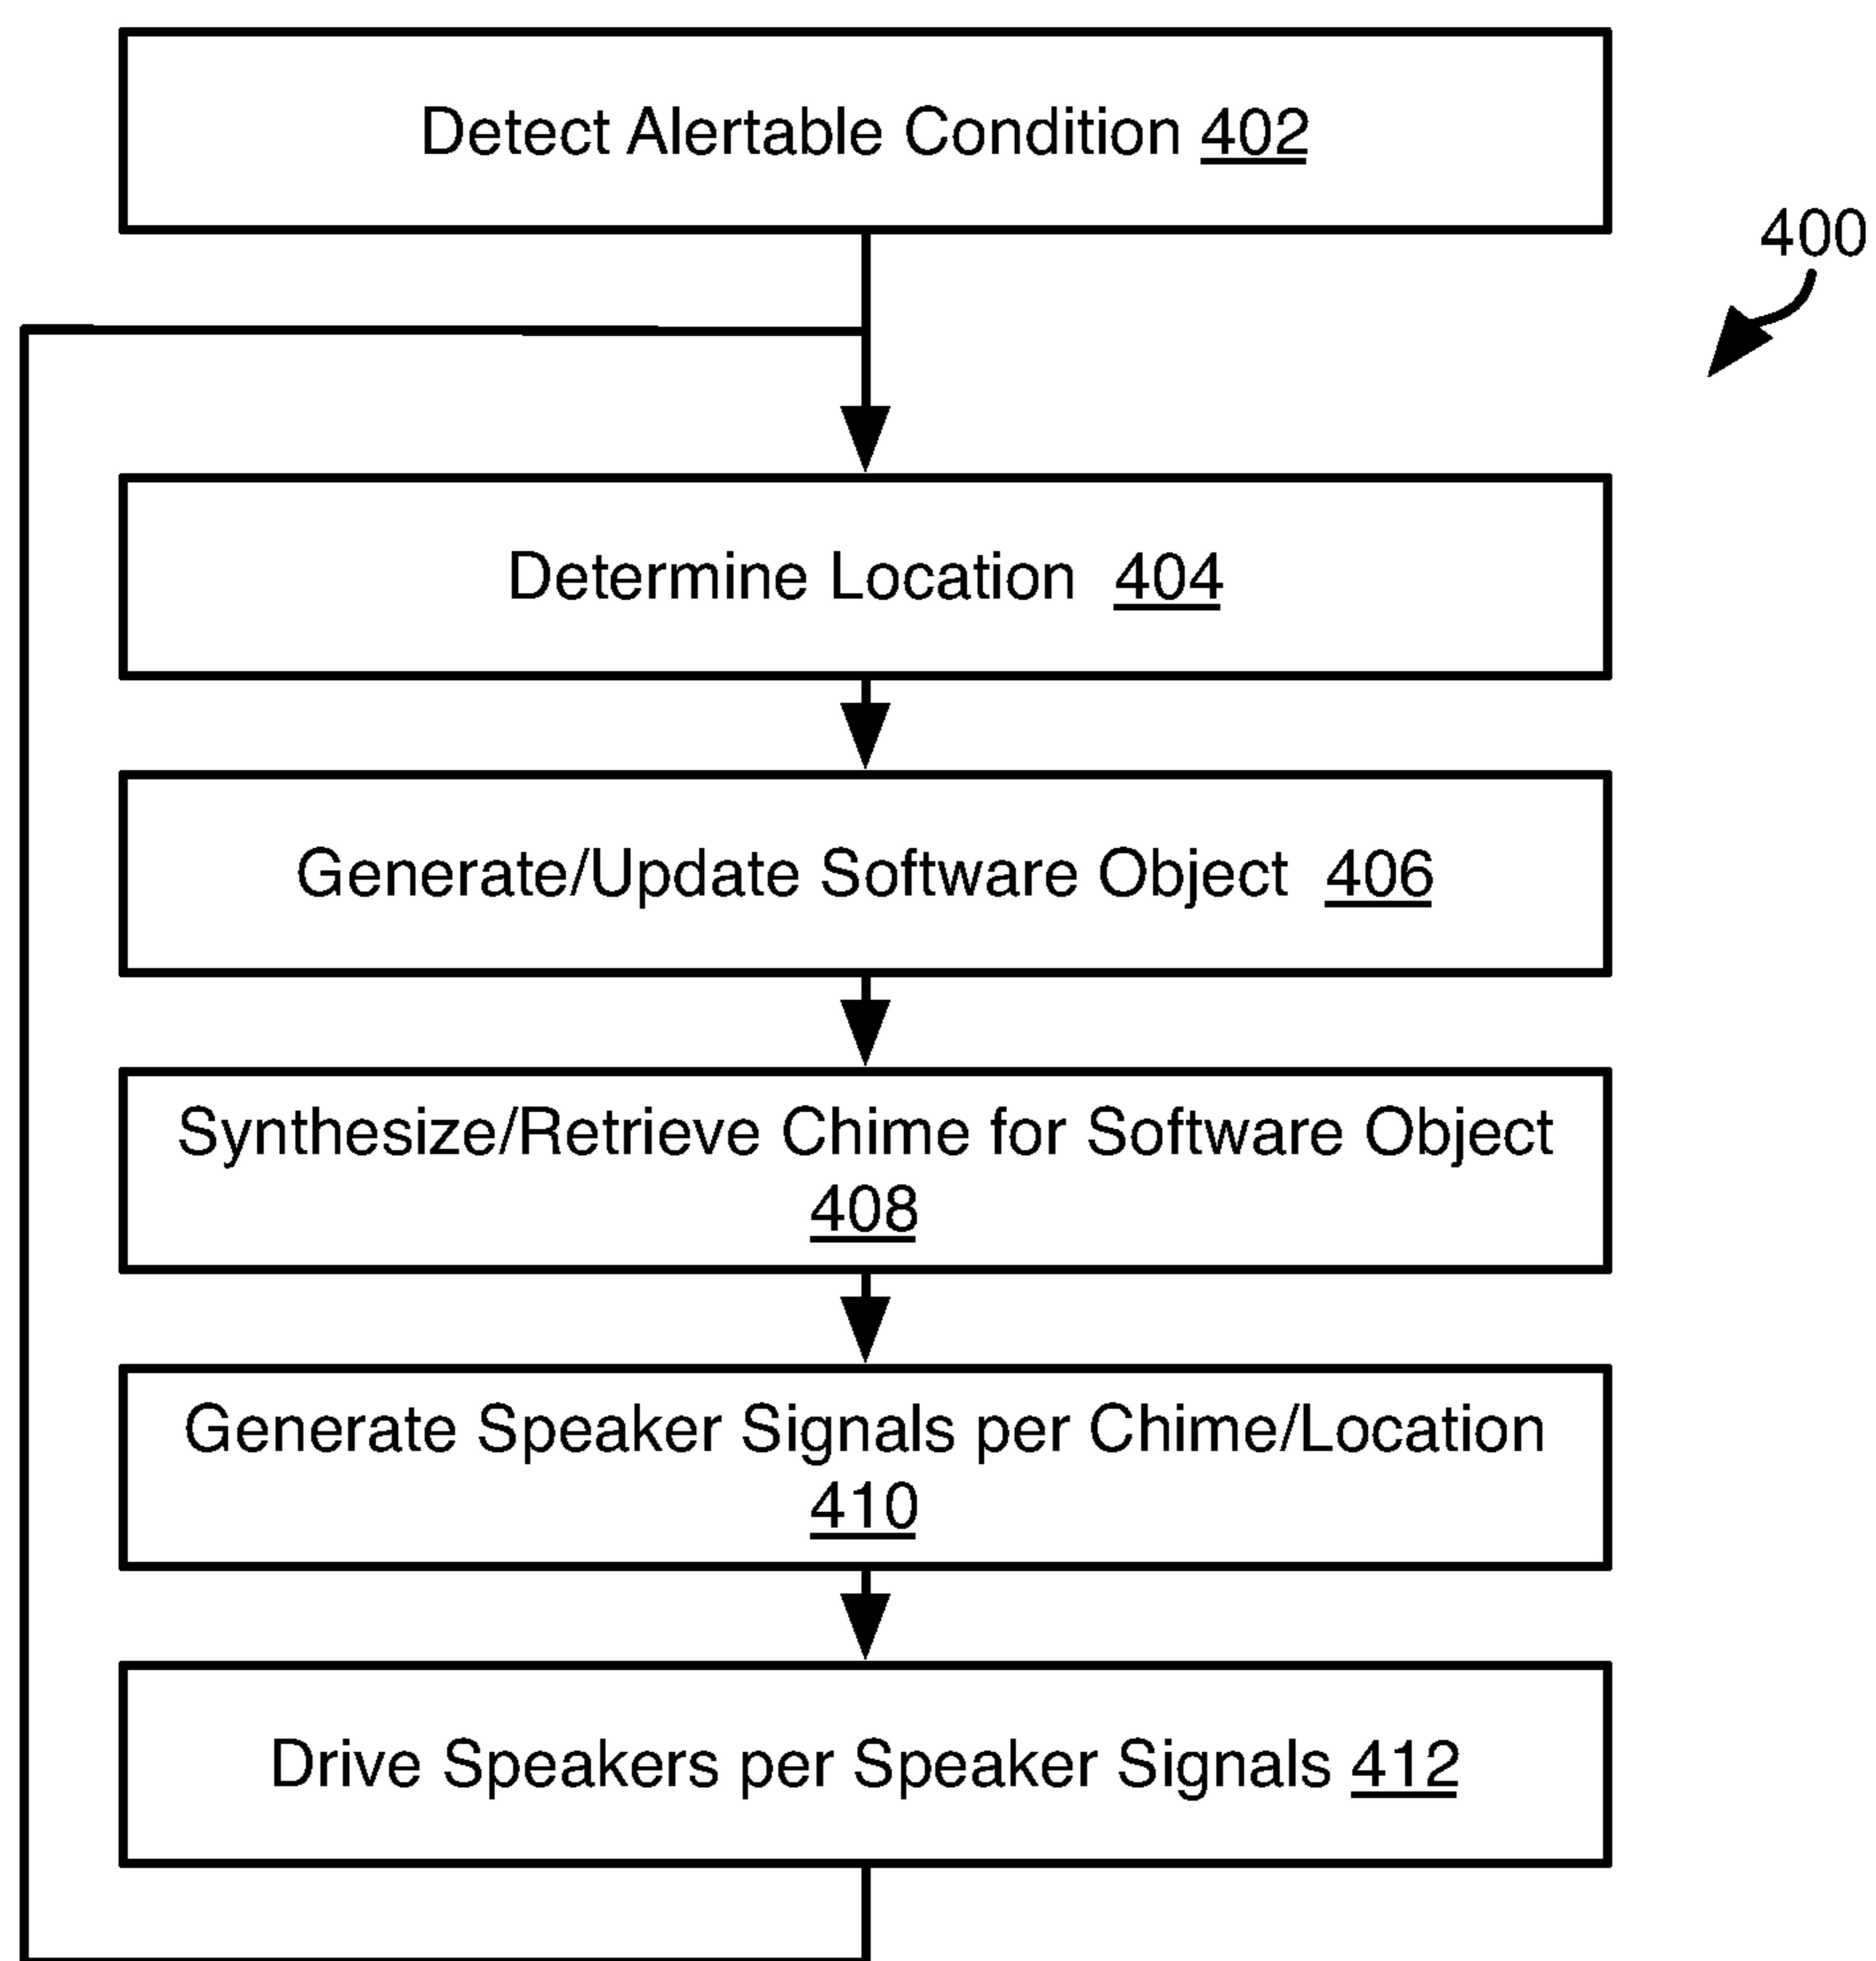 Detect Alertable Condition 402
400
Determine Location 404
Generate/Update Software Object 406
Synthesize/Retrieve Chime for Software Object
408
Generate Speaker Signals per Chime/Location
410
Drive Speakers per Speaker Signals 412